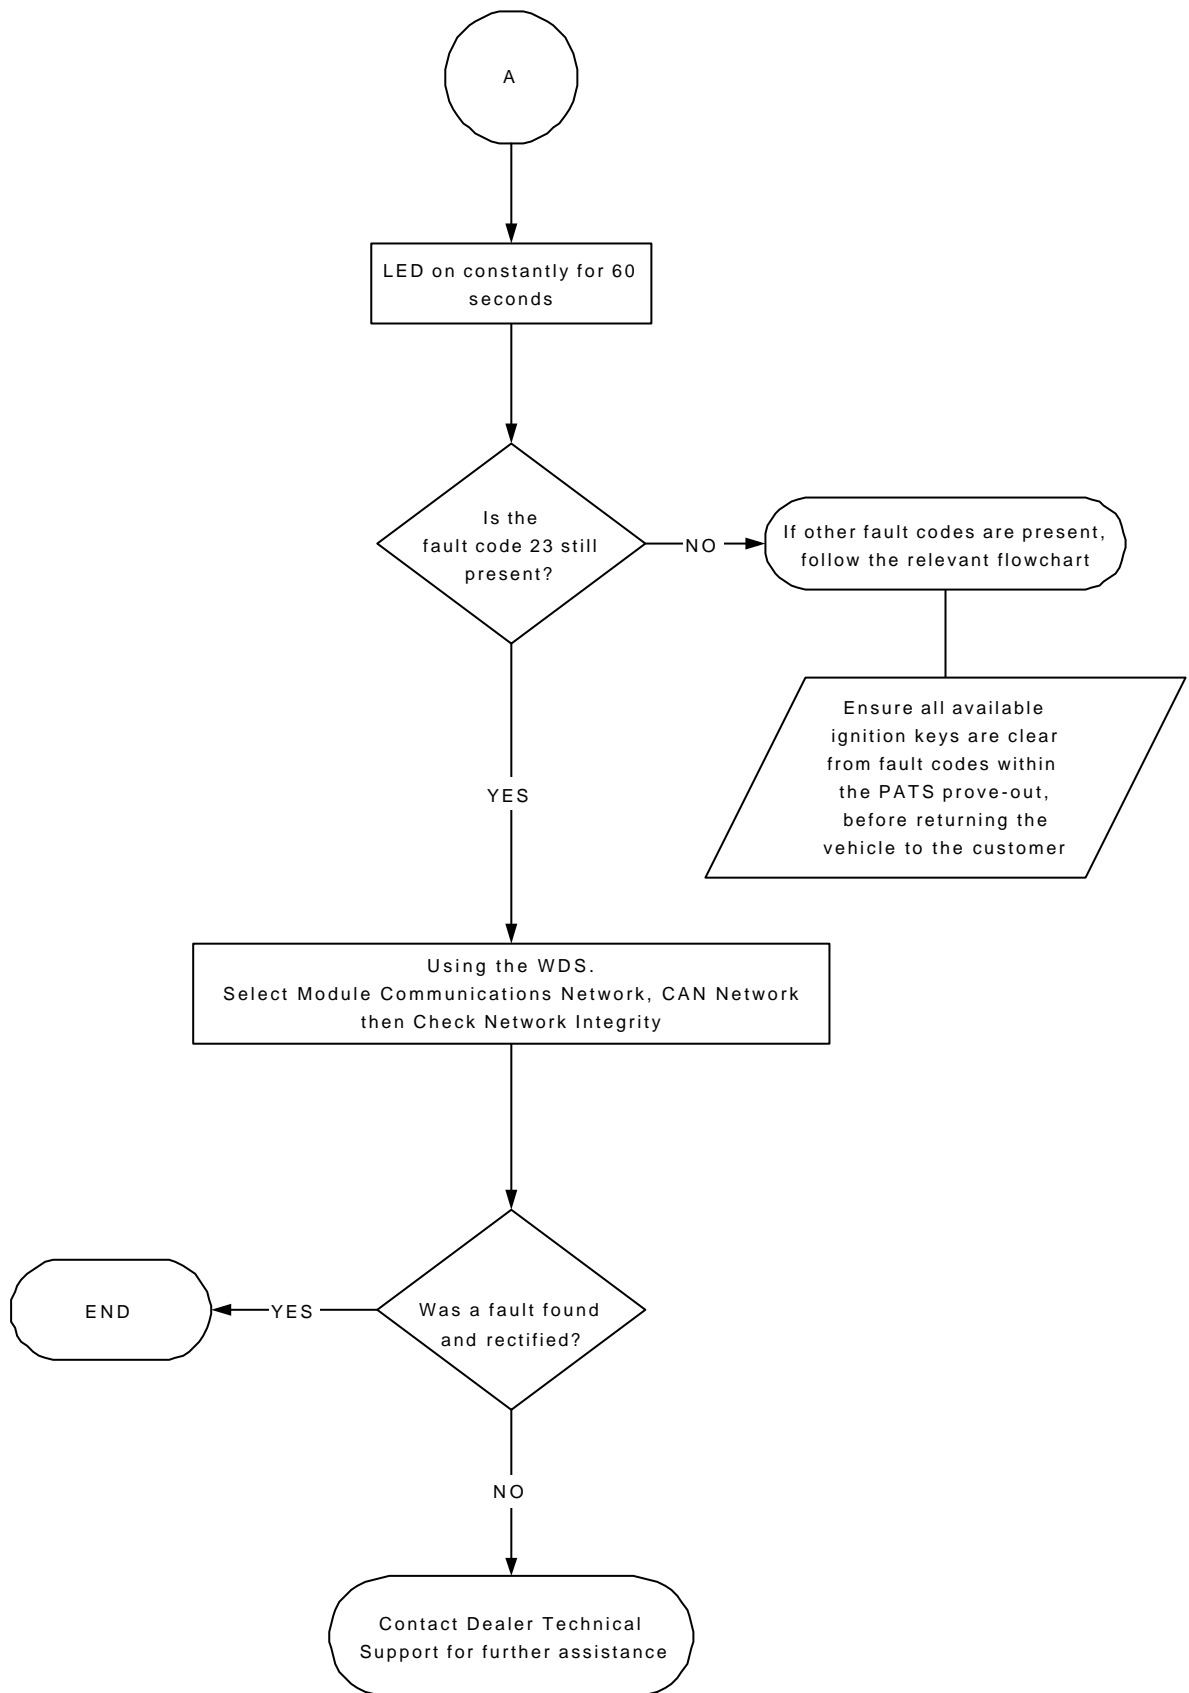 A
LED on constantly for 60
seconds
Is the
fault code 23 still
present?
NO
If other fault codes are present,
follow the relevant flowchart
Ensure all available
ignition keys are clear
from fault codes within
the PATS prove-out,
before returning the
vehicle to the customer
YES
Using the WDS.
Select Module Communications Network, CAN Network
then Check Network Integrity
Was a fault found
and rectified?
YES
END
NO
Contact Dealer Technical
Support for further assistance